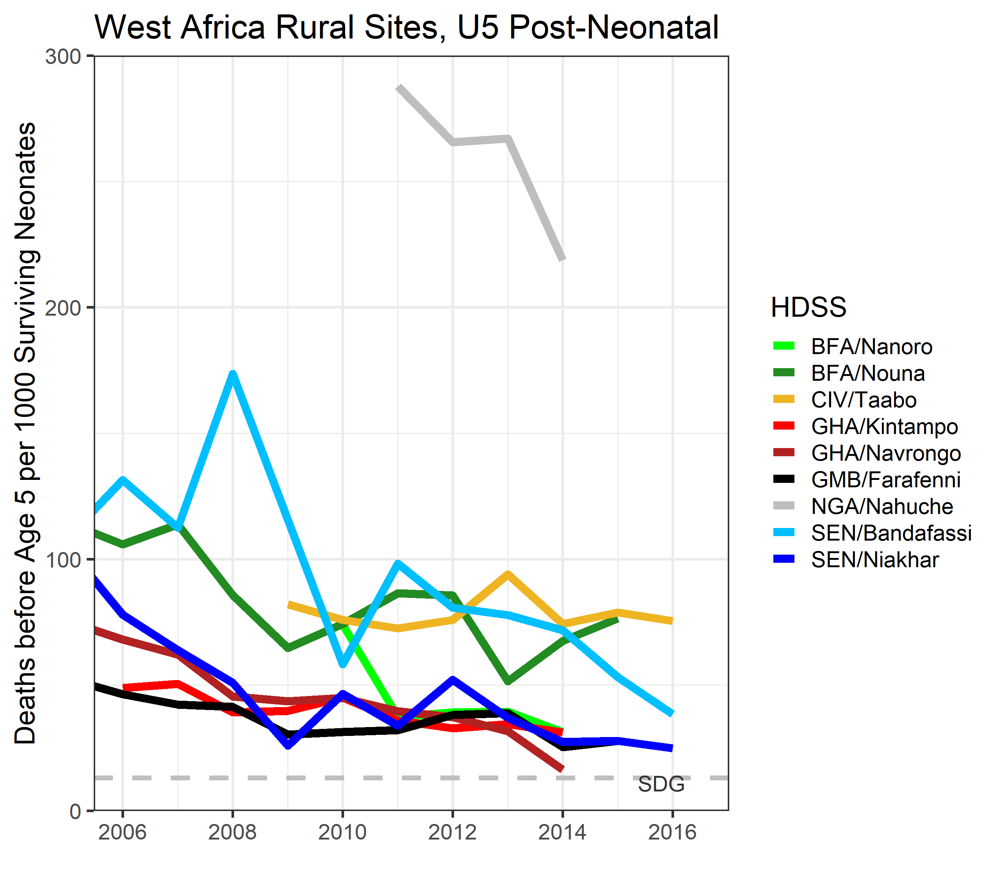 West Africa Rural Sites, U5 Post-Neonatal
Deaths before Age 5 per 1000 Surviving Neonates
300
200
100
0
2006
2008
2010
2012
2014
2016
SDG
HDSS
BFA/Nanoro
BFA/Nouna
CIV/Taabo
GHA/Kintampo
GHA/Navrongo
GMB/Farafenni
NGA/Nahuche
SEN/Bandafassi
SEN/Niakhar